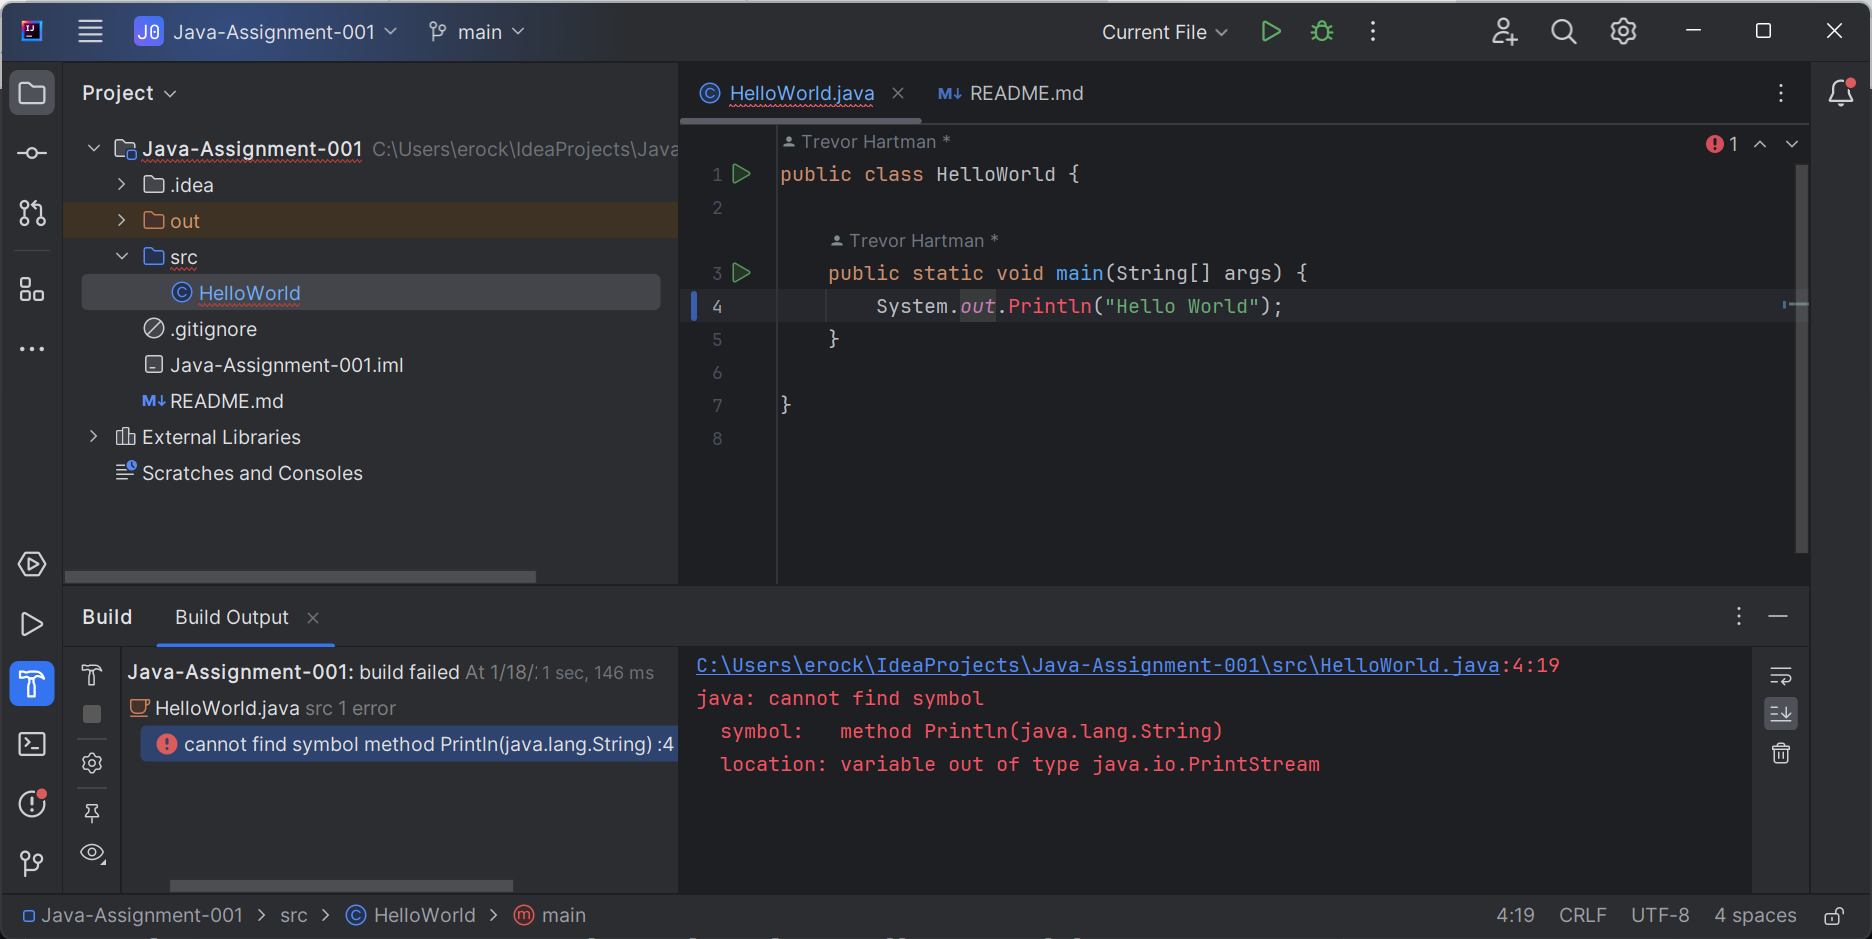 J0 Java-Assignment-001 main Current File
Project
HelloWorld.java README.md
Java-Assignment-001 C:\Users\erock\IdeaProjects\Java
.idea
out
src
HelloWorld
.gitignore
Java-Assignment-001.iml
README.md
External Libraries
Scratches and Consoles
Trevor Hartman *
1
1 public class HelloWorld {
2
Trevor Hartman *
3 public static void main(String[] args) {
4 System.out.Println("Hello World");
5 }
6
7 }
8
Build Build Output
Java-Assignment-001: build failed At 1/18/ 1 sec, 146 ms
HelloWorld.java src 1 error
cannot find symbol method Println(java.lang.String) :4
C:\Users\erock\IdeaProjects\Java-Assignment-001\src\HelloWorld.java:4:19
java: cannot find symbol
symbol: method Println(java.lang.String)
location: variable out of type java.io.PrintStream
Java-Assignment-001 > src > HelloWorld > main 4:19 CRLF UTF-8 4 spaces